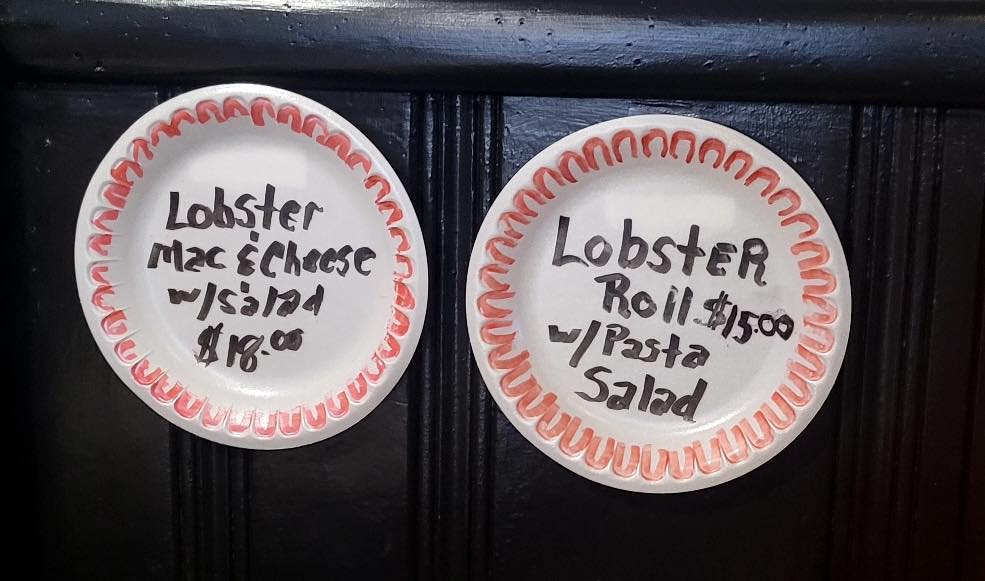 Lobster
Mac & Cheese
w/salad
$18.00
LobstER
Roll $15.00
w/Pasta
Salad